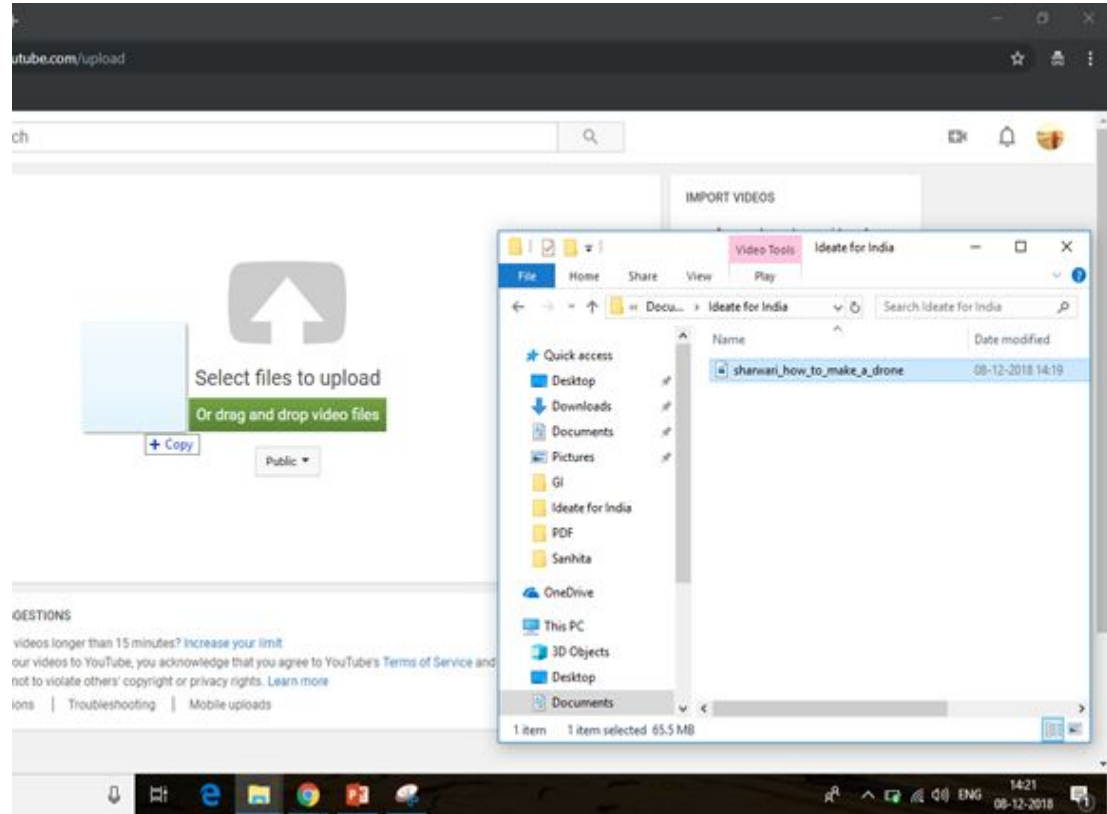 utube.com/upload
ch
IMPORT VIDEOS
Select files to upload
Or drag and drop video files
+ Copy
Public
Video Tools
Ideate for India
File
Home
Share
View
Play
Docu...
Ideate for India
Search Ideate for India
Quick access
Desktop
Downloads
Documents
Pictures
GI
Ideate for India
PDF
Sanhita
OneDrive
This PC
3D Objects
Desktop
Documents
Name
Date modified
sharwari_how_to_make_a_drone
08-12-2018 14:19
1 item
1 item selected 65.5 MB
GESTIONS
videos longer than 15 minutes? Increase your limit
our videos to YouTube, you acknowledge that you agree to YouTube's Terms of Service and
not to violate others' copyright or privacy rights. Learn more
ions | Troubleshooting | Mobile uploads
ENG
14:21
08-12-2018